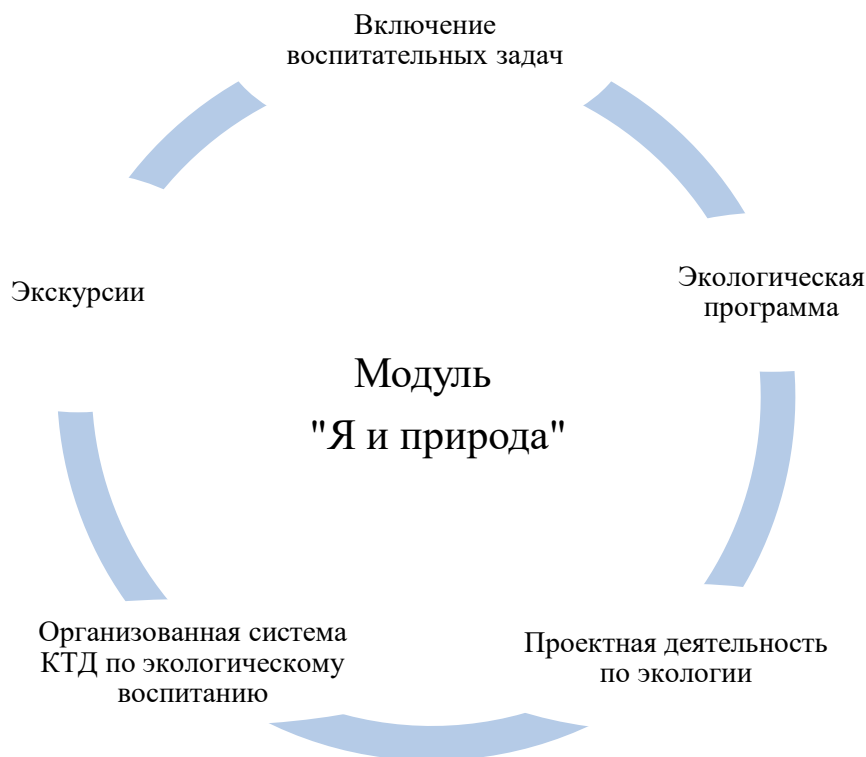 Включение
воспитательных задач
Экологическая
программа
Экскурсии
Модуль
"Я и природа"
Организованная система
КТД по экологическому
воспитанию
Проектная деятельность
по экологии